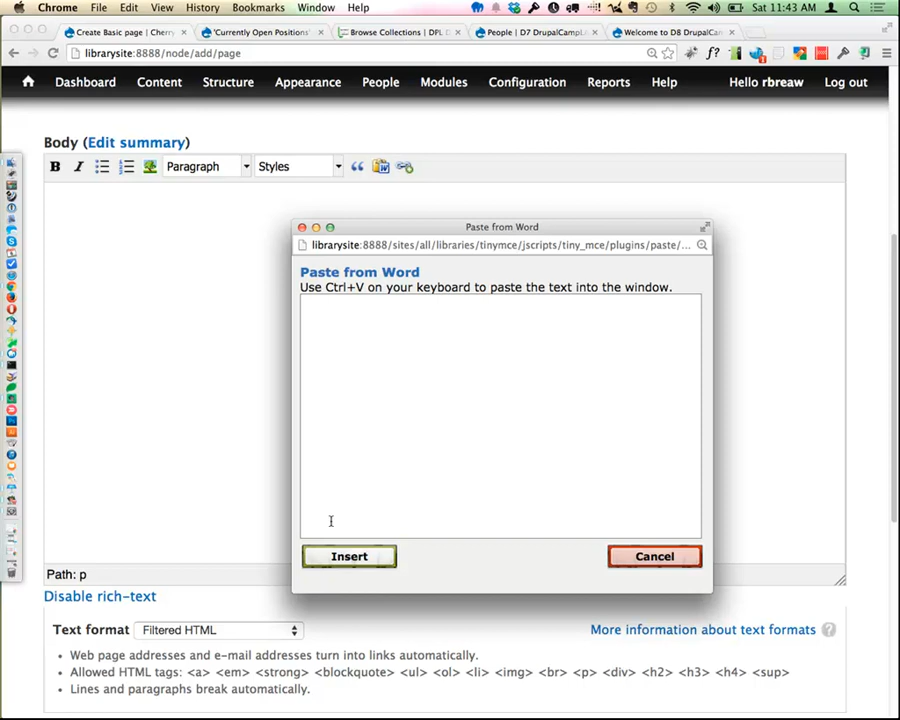 Chrome File Edit View History Bookmarks Window Help Sat 11:43 AM
Create Basic page | Cherry 'Currently Open Positions' Browse Collections | DPL D People | D7 DrupalCampL Welcome to D8 DrupalCam
librarysite:8888/node/add/page f?
Dashboard Content Structure Appearance People Modules Configuration Reports Help Hello rbreaw Log out
Body (Edit summary)
B I Paragraph Styles
Paste from Word
librarysite:8888/sites/all/libraries/tinymce/jscripts/tiny_mce/plugins/paste/...
Paste from Word
Use Ctrl+V on your keyboard to paste the text into the window.
Insert Cancel
Path: p
Disable rich-text
Text format Filtered HTML More information about text formats ?
Web page addresses and e-mail addresses turn into links automatically.
Allowed HTML tags: <a> <em> <strong> <blockquote> <ul> <ol> <li> <img> <br> <p> <div> <h2> <h3> <h4> <sup>
Lines and paragraphs break automatically.